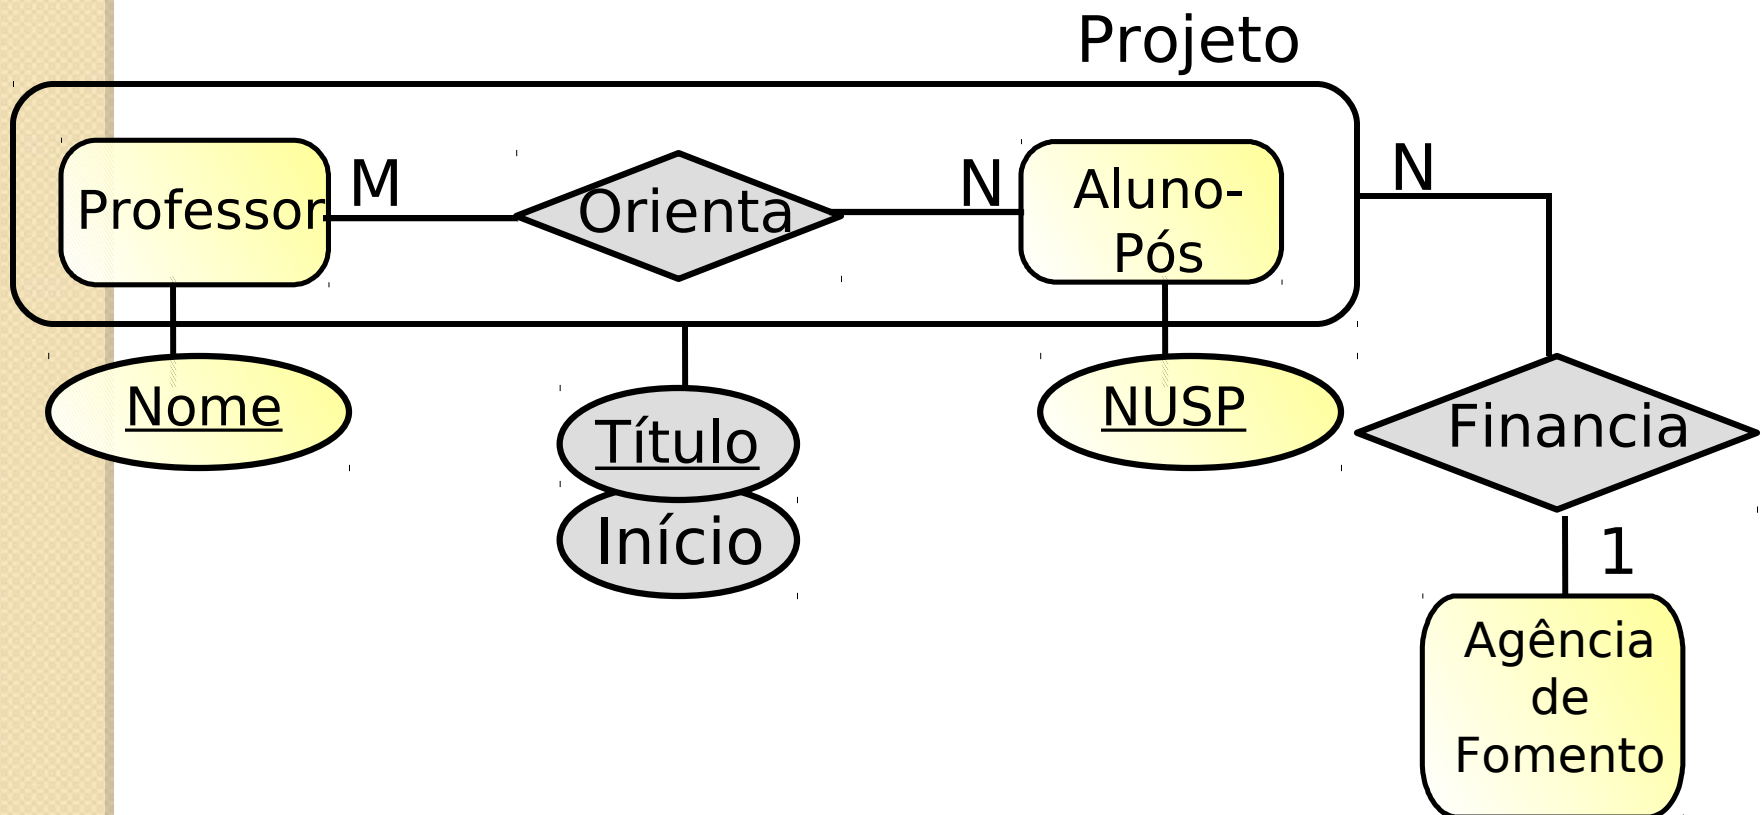 Projeto
Professor
M
Orienta
N
Aluno-
Pós
N
Nome
Título
Início
NUSP
Financia
1
Agência
de
Fomento